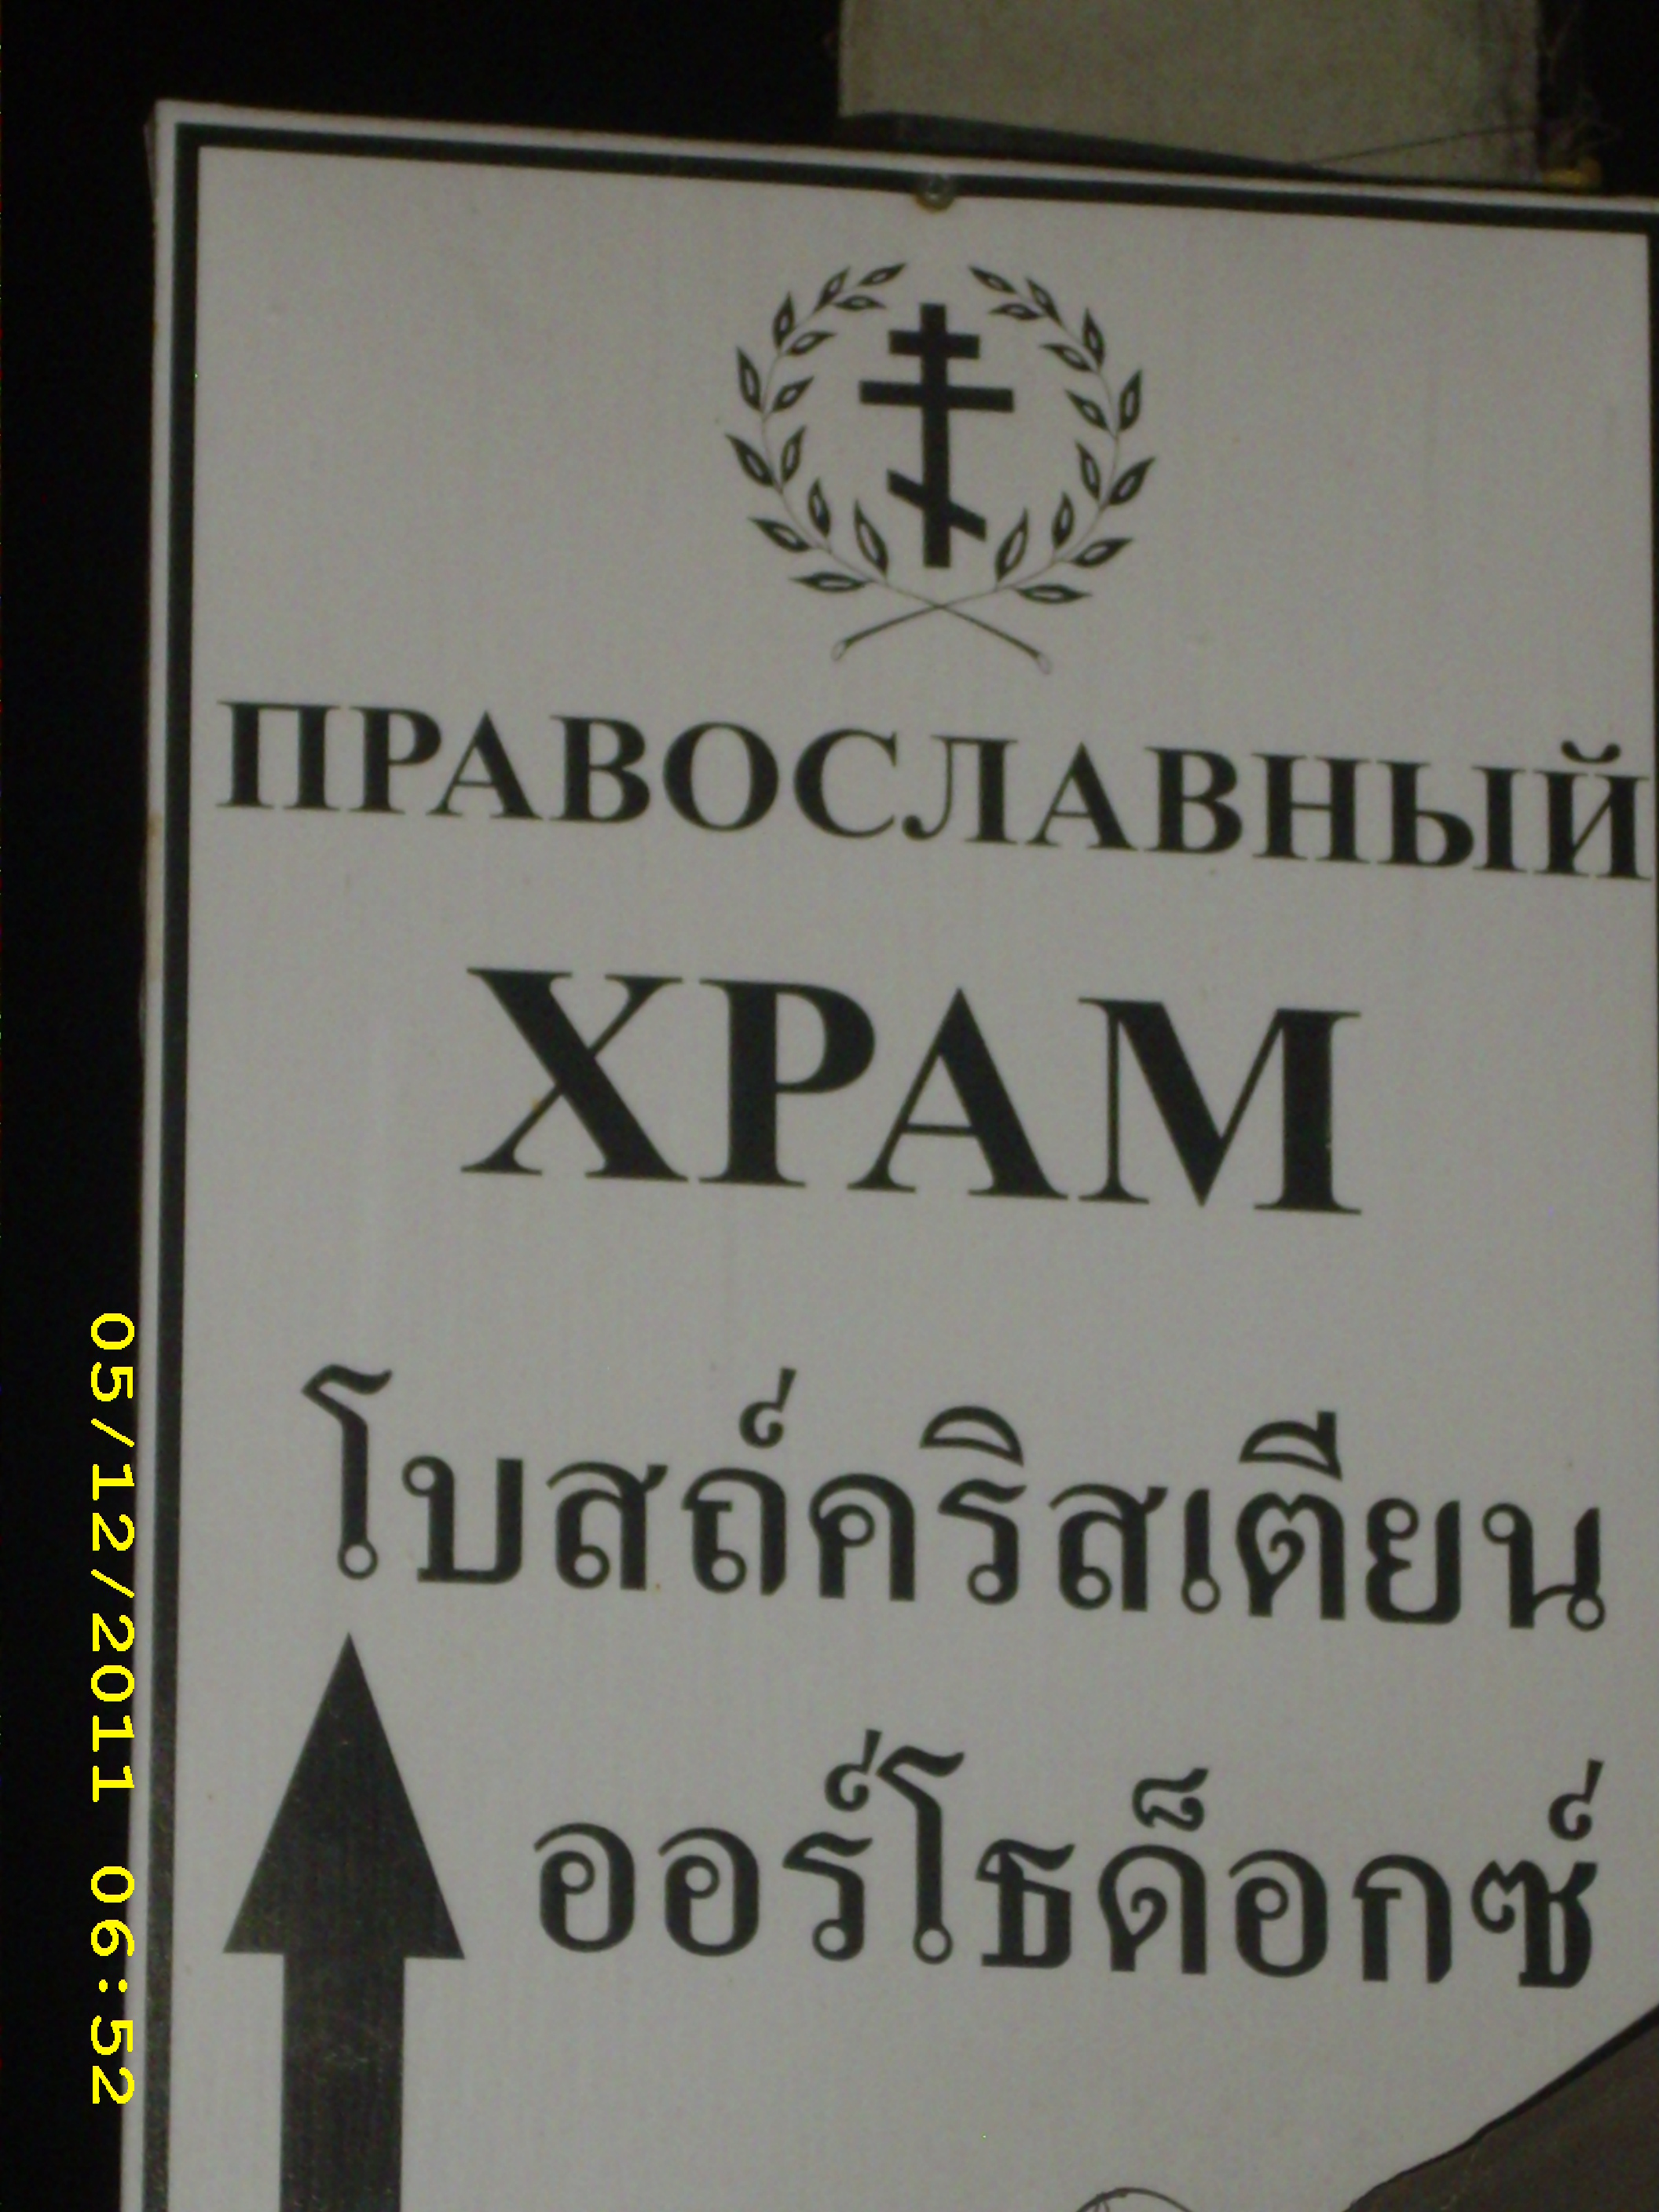 ПРАВОСЛАВНЫЙ
ХРАМ
โบสถ์คริสเตียน
ออร์โธด็อกซ์
05/12/2011 06:52